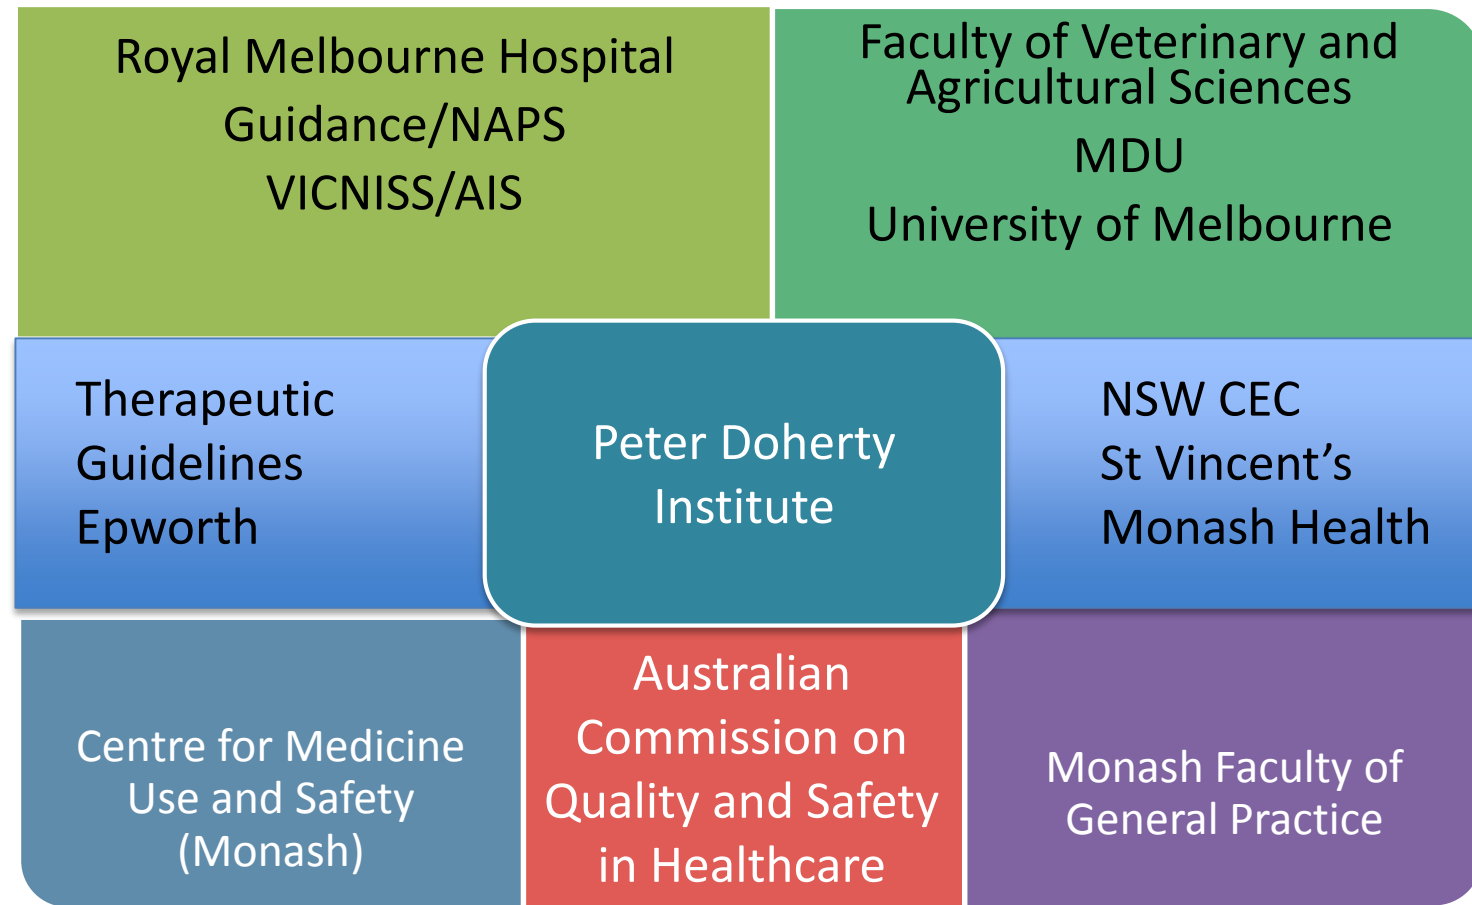 Royal Melbourne Hospital
Guidance/NAPS
VICNISS/AIS
Faculty of Veterinary and
Agricultural Sciences
MDU
University of Melbourne
Therapeutic
Guidelines
Epworth
Peter Doherty
Institute
NSW CEC
St Vincent’s
Monash Health
Centre for Medicine
Use and Safety
(Monash)
Australian
Commission on
Quality and Safety
in Healthcare
Monash Faculty of
General Practice